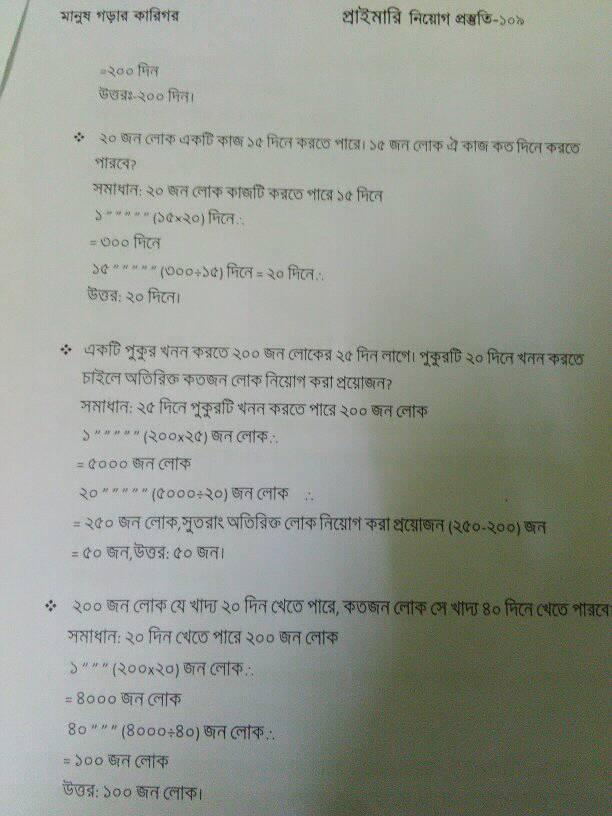 মানুষ গড়ার কারিগর
প্রাইমারি নিয়োগ প্রস্তুতি-১০৯
=২০০ দিন
উত্তরঃ-২০০ দিন।
❖ ২০ জন লোক একটি কাজ ১৫ দিনে করতে পারে। ১৫ জন লোক ঐ কাজ কত দিনে করতে
পারবে?
সমাধান: ২০ জন লোক কাজটি করতে পারে ১৫ দিনে
১ " " " " " (১৫×২০) দিনে∴
= ৩০০ দিনে
১৫ " " " " " (৩০০÷১৫) দিনে = ২০ দিনে∴
উত্তর: ২০ দিনে।
❖ একটি পুকুর খনন করতে ২০০ জন লোকের ২৫ দিন লাগে। পুকুরটি ২০ দিনে খনন করতে
চাইলে অতিরিক্ত কতজন লোক নিয়োগ করা প্রয়োজন?
সমাধান: ২৫ দিনে পুকুরটি খনন করতে পারে ২০০ জন লোক
১ " " " " " (২০০x২৫) জন লোক∴
= ৫০০০ জন লোক
২০ " " " " " (৫০০০÷২০) জন লোক ∴
= ২৫০ জন লোক,সুতরাং অতিরিক্ত লোক নিয়োগ করা প্রয়োজন (২৫০-২০০) জন
= ৫০ জন,উত্তর: ৫০ জন।
❖ ২০০ জন লোক যে খাদ্য ২০ দিন খেতে পারে, কতজন লোক সে খাদ্য ৪০ দিনে খেতে পারবে
সমাধান: ২০ দিন খেতে পারে ২০০ জন লোক
১ " " " (২০০x২০) জন লোক∴
= ৪০০০ জন লোক
৪০ " " " (৪০০০÷৪০) জন লোক∴
= ১০০ জন লোক
উত্তর: ১০০ জন লোক।